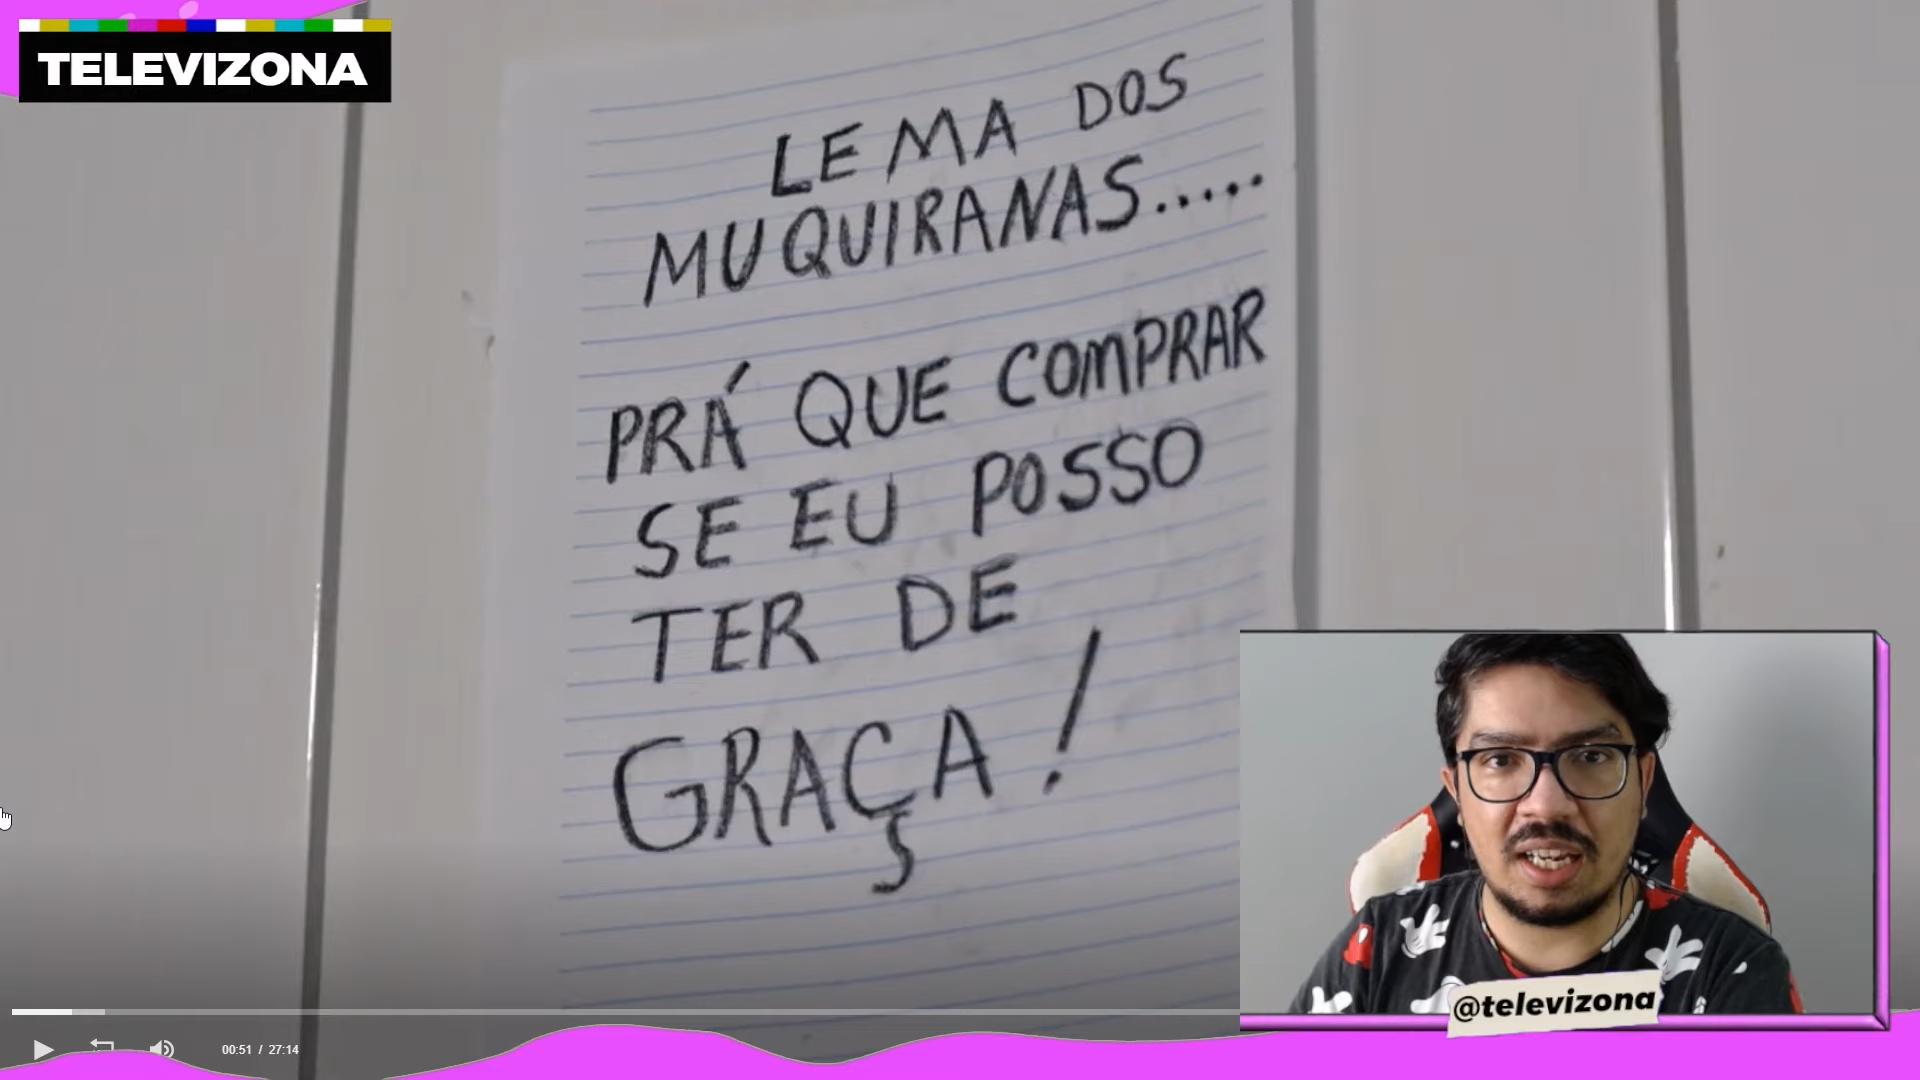 TELEVIZONA
LEMA DOS
MUQUIRANAS.....
PRÁ QUE COMPRAR
SE EU POSSO
TER DE
GRAÇA!
@televizona
00:51 / 27:14